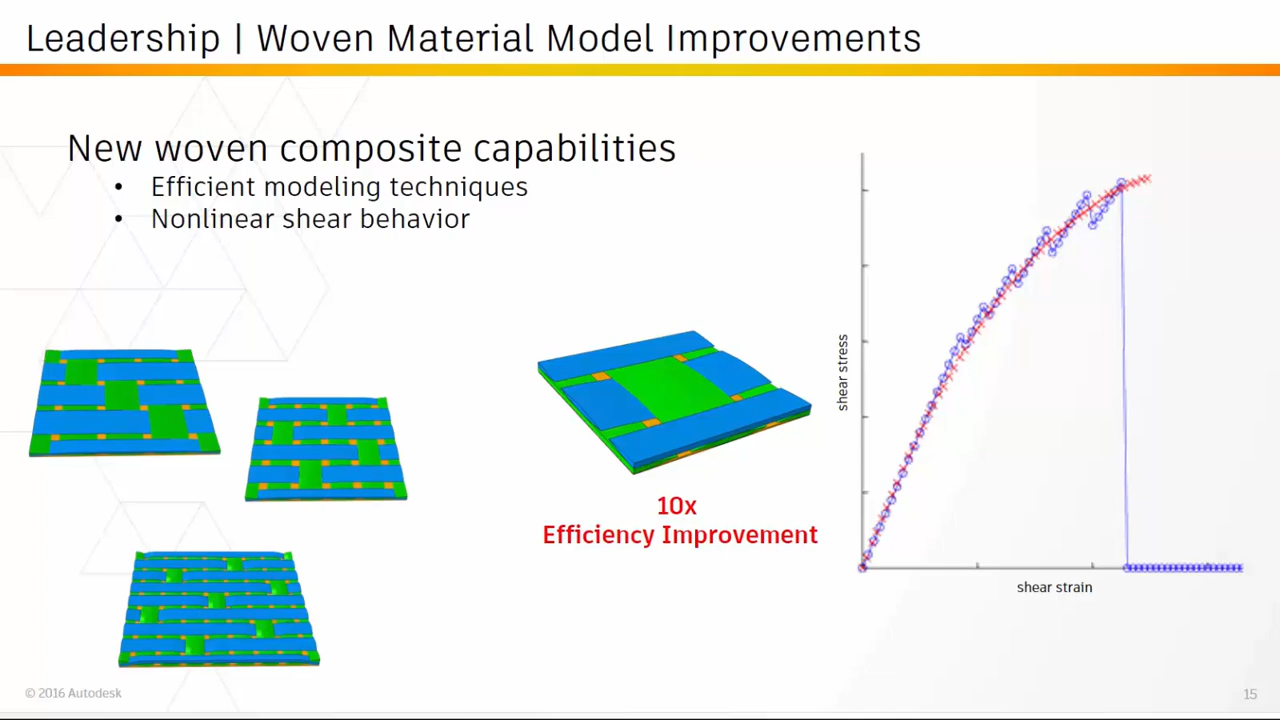 Leadership | Woven Material Model Improvements
New woven composite capabilities
• Efficient modeling techniques
• Nonlinear shear behavior
10x
Efficiency Improvement
shear stress
shear strain
© 2016 Autodesk
15